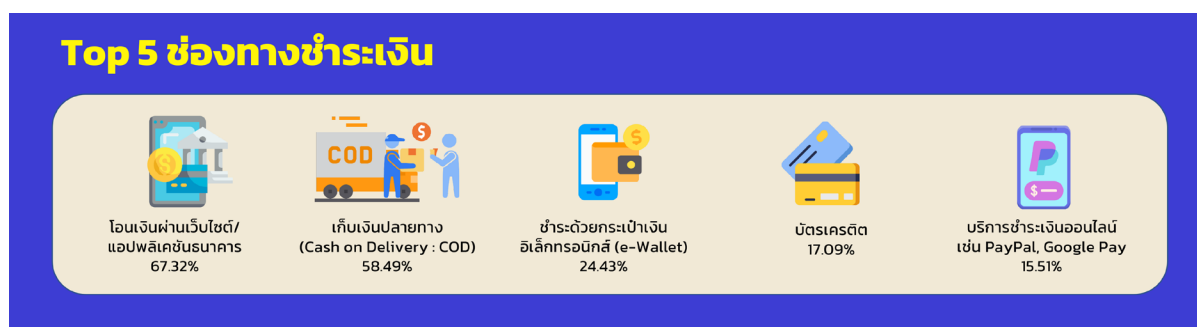 Top 5 ช่องทางชำระเงิน
COD
โอนเงินผ่านเว็บไซต์/
แอปพลิเคชันธนาคาร
67.32%
เก็บเงินปลายทาง
(Cash on Delivery : COD)
58.49%
ชำระด้วยกระเป๋าเงิน
อิเล็กทรอนิกส์ (e-Wallet)
24.43%
บัตรเครดิต
17.09%
บริการชำระเงินออนไลน์
เช่น PayPal, Google Pay
15.51%